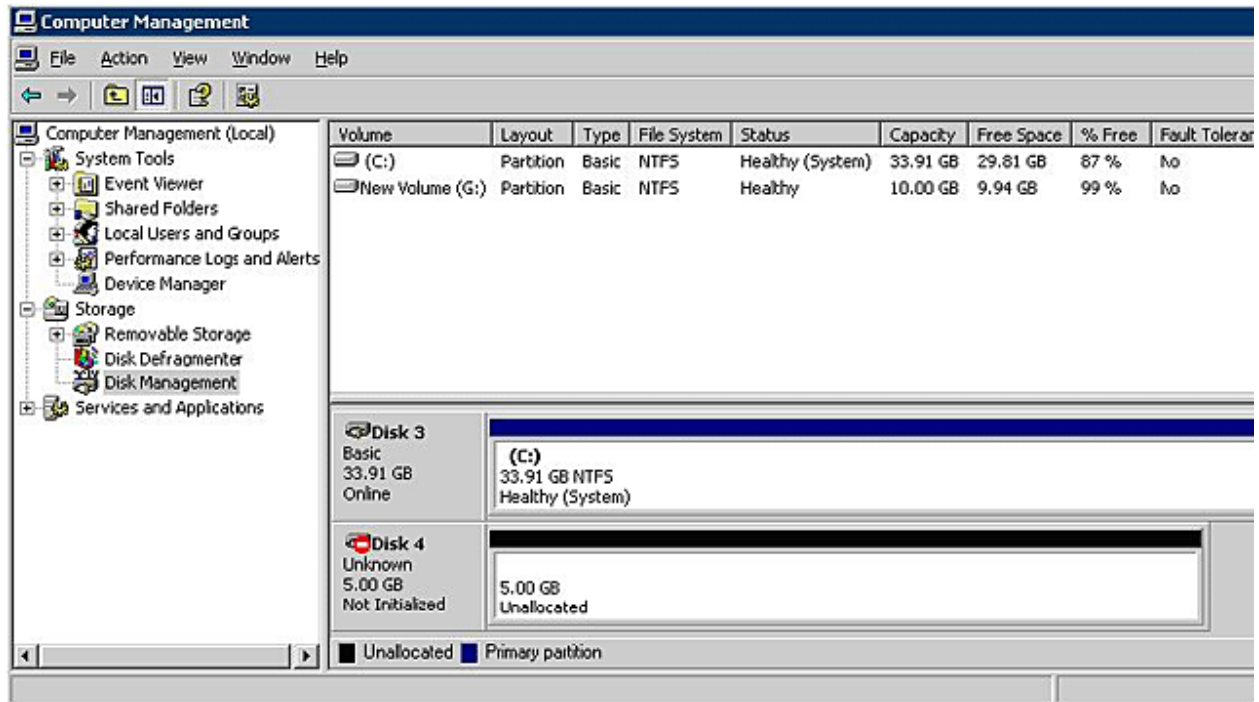 Computer Management
File Action View Window Help
Computer Management (Local)
System Tools
Event Viewer
Shared Folders
Local Users and Groups
Performance Logs and Alerts
Device Manager
Storage
Removable Storage
Disk Defragmenter
Disk Management
Services and Applications
Volume Layout Type File System Status Capacity Free Space % Free Fault Toleran
(C:) Partition Basic NTFS Healthy (System) 33.91 GB 29.81 GB 87 % No
New Volume (G:) Partition Basic NTFS Healthy 10.00 GB 9.94 GB 99 % No
Disk 3
Basic
33.91 GB
Online
(C:)
33.91 GB NTFS
Healthy (System)
Disk 4
Unknown
5.00 GB
Not Initialized
5.00 GB
Unallocated
Unallocated Primary partition